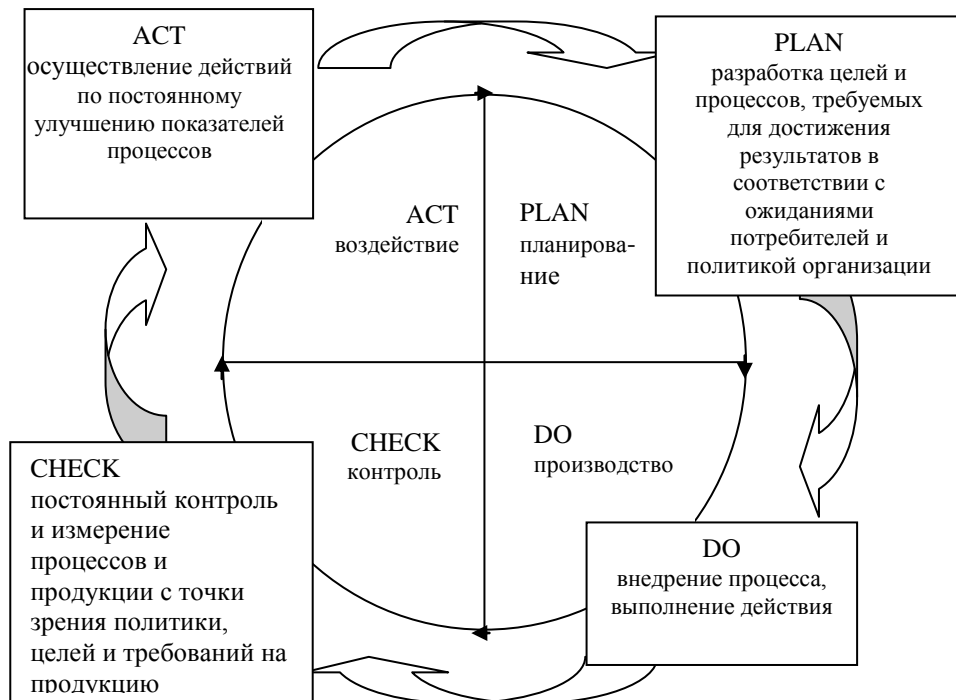 ACT
осуществление действий
по постоянному
улучшению показателей
процессов
PLAN
разработка целей и
процессов, требуемых
для достижения
результатов в
соответствии с
ожиданиями
потребителей и
политикой организации
ACT
воздействие
PLAN
планирова-
ние
CHECK
контроль
DO
производство
CHECK
постоянный контроль
и измерение
процессов и
продукции с точки
зрения политики,
целей и требований на
продукцию
DO
внедрение процесса,
выполнение действия